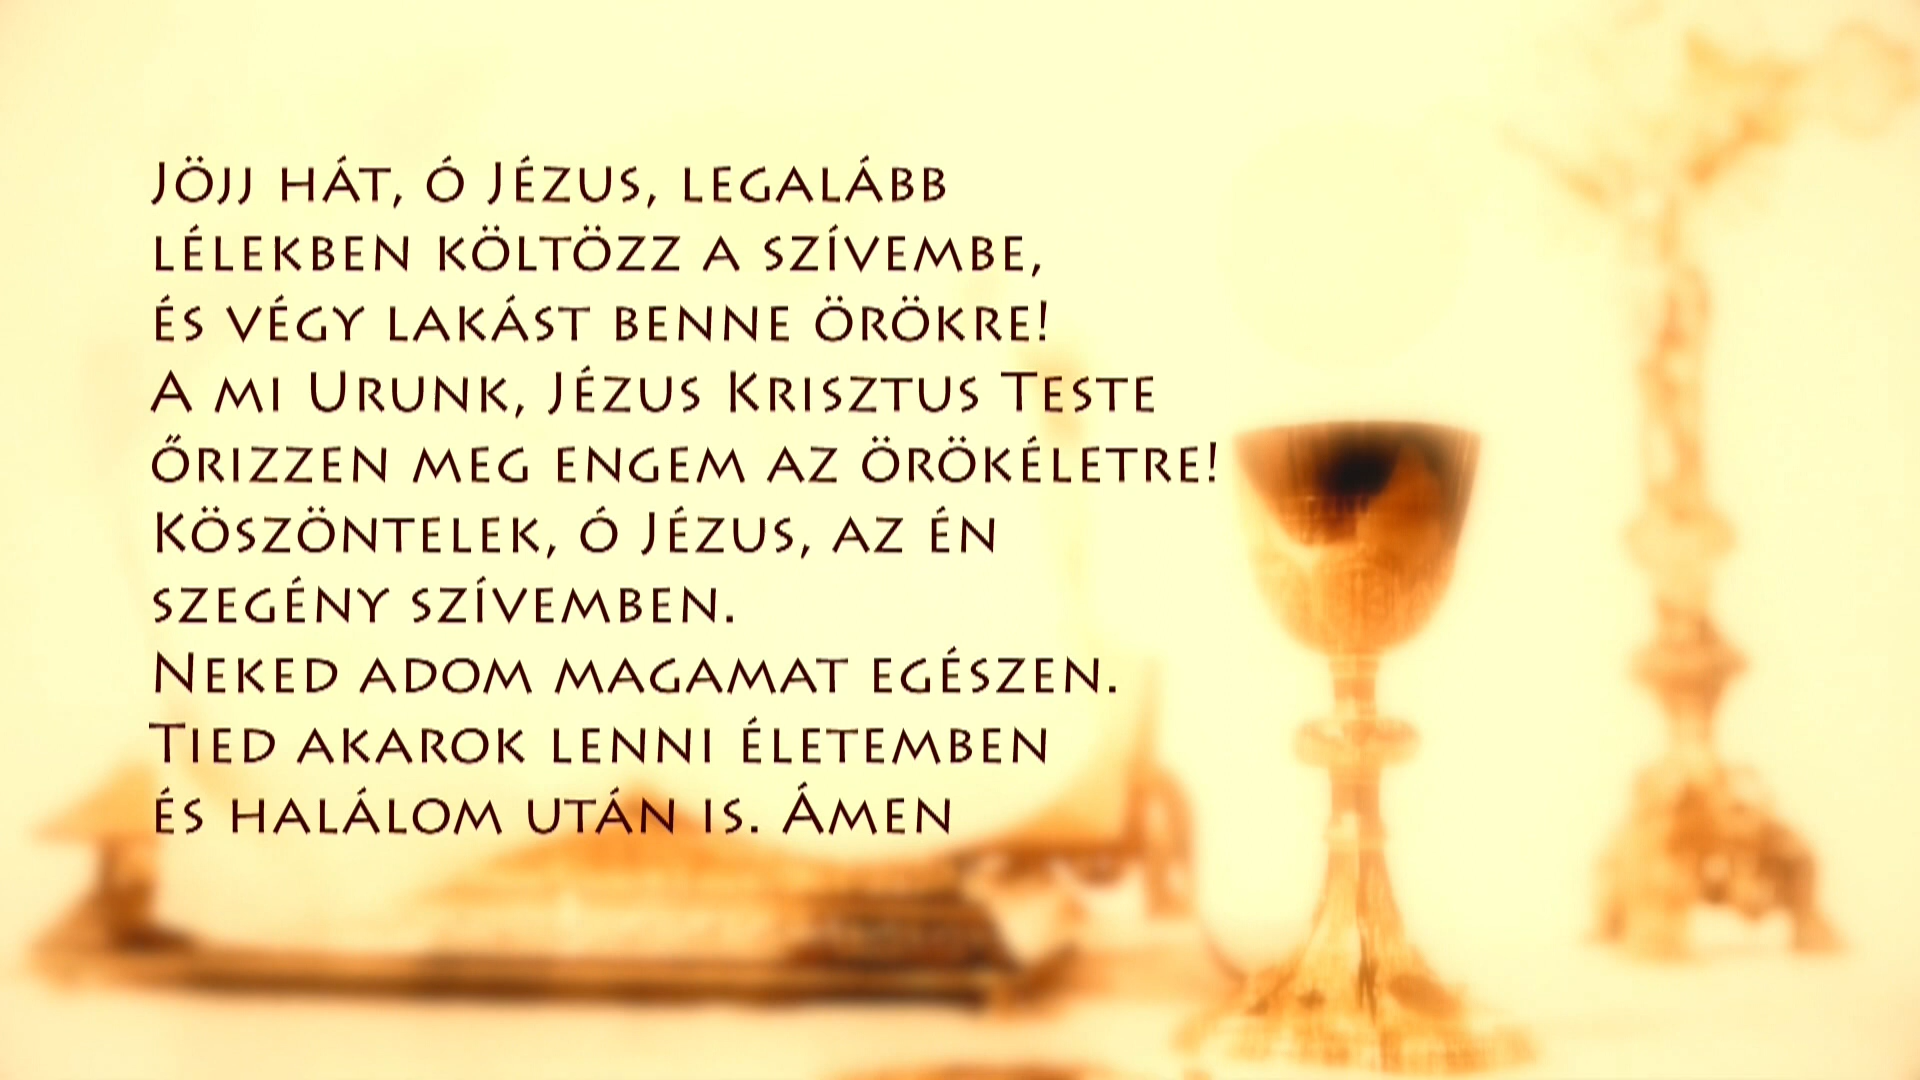 Jöjj hát, ó Jézus, legalább
lélekben költözz a szívembe,
és végy lakást benne örökre!
A mi Urunk, Jézus Krisztus Teste
őrizzen meg engem az örökéletre!
Köszöntelek, ó Jézus, az én
szegény szívemben.
Neked adom magamat egészen.
Tied akarok lenni életemben
és halálom után is. Ámen